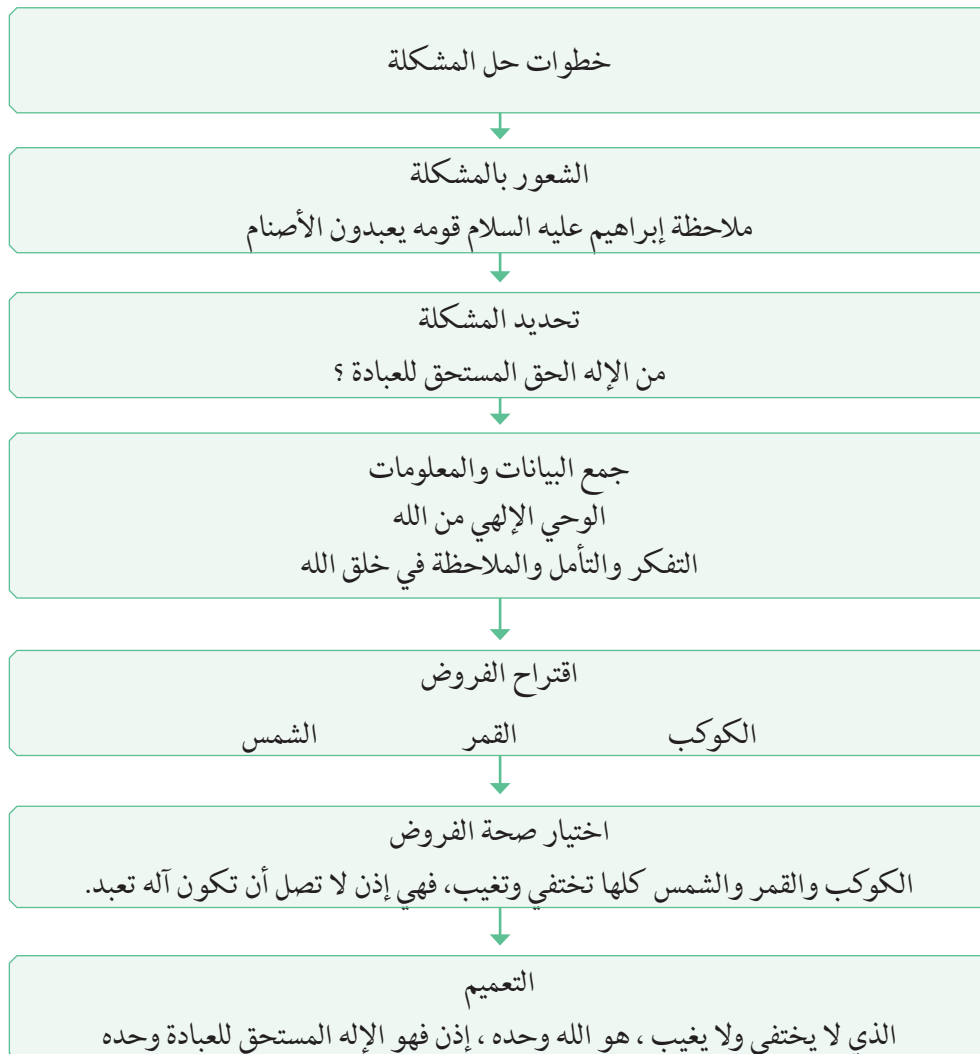 خطوات حل المشكلة
الشعور بالمشكلة
ملاحظة إبراهيم عليه السلام قومه يعبدون الأصنام
تحديد المشكلة
من الإله الحق المستحق للعبادة ؟
جمع البيانات والمعلومات
الوحي الإلهي من الله
التفكر والتأمل والملاحظة في خلق الله
اقتراح الفروض
الكوكب القمر الشمس
اختيار صحة الفروض
الكوكب والقمر والشمس كلها تختفي وتغيب، فهي إذن لا تصل أن تكون آله تعبد.
التعميم
الذي لا يختفي ولا يغيب ، هو الله وحده ، إذن فهو الإله المستحق للعبادة وحده